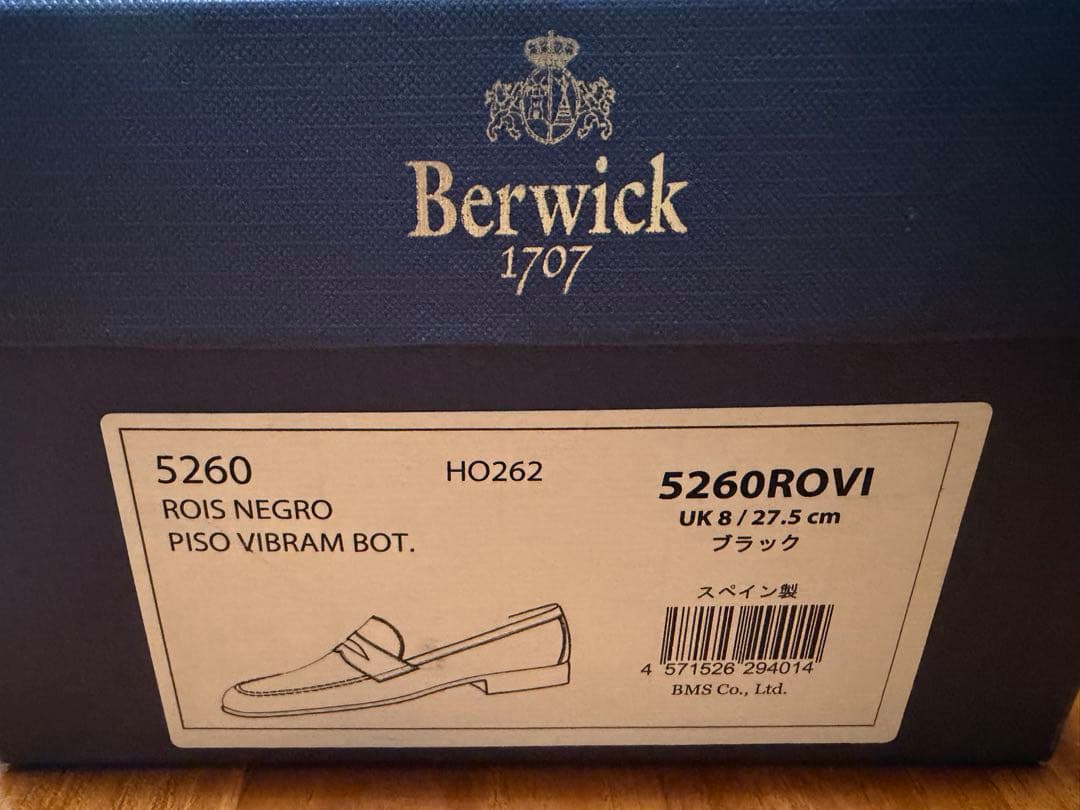 Berwick
1707
5260
ROIS NEGRO
PISO VIBRAM BOT.
HO262
5260ROVI
UK 8 / 27.5 cm
ブラック
スペイン製
4 571526 294014
BMS Co., Ltd.